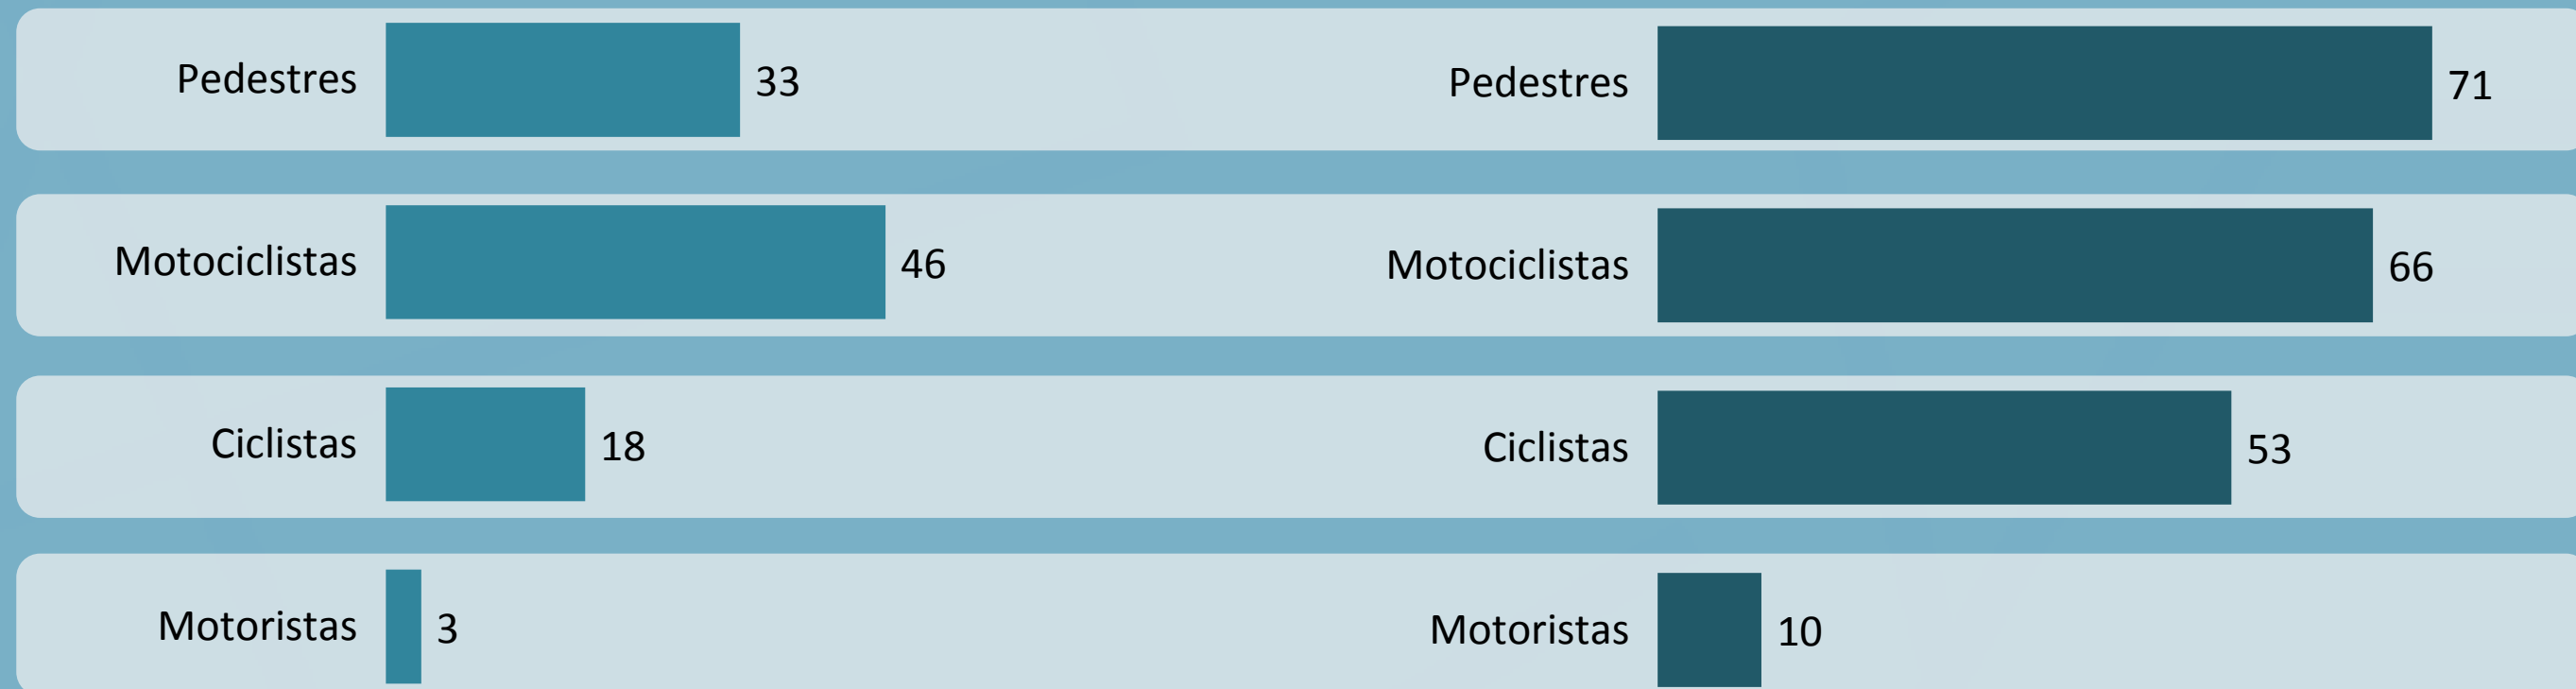 Pedestres 33 Pedestres 71
Motociclistas 46 Motociclistas 66
Ciclistas 18 Ciclistas 53
Motoristas 3 Motoristas 10